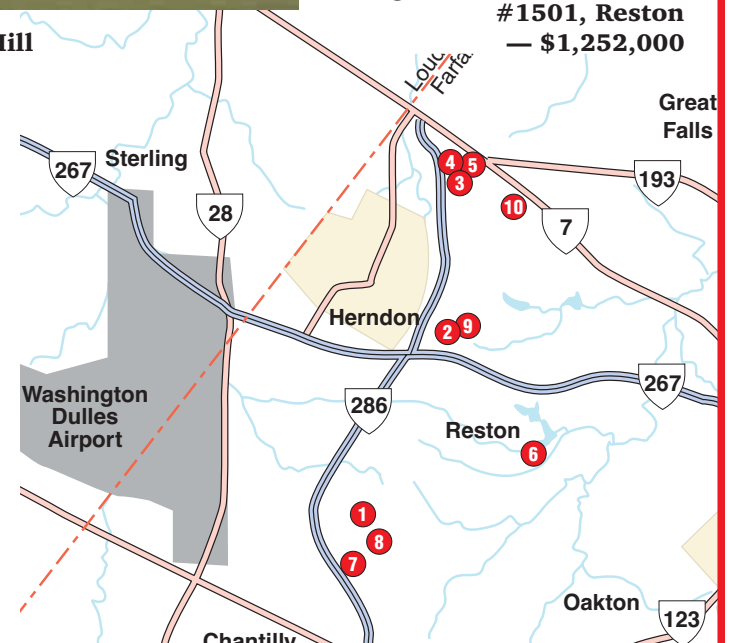 #1501, Reston
— $1,252,000
Great
Falls
Sterling
267
28
193
4
5
3
10
7
Herndon
2
9
267
Washington
Dulles
Airport
286
Reston
6
1
8
7
Oakton
123
Chantilly